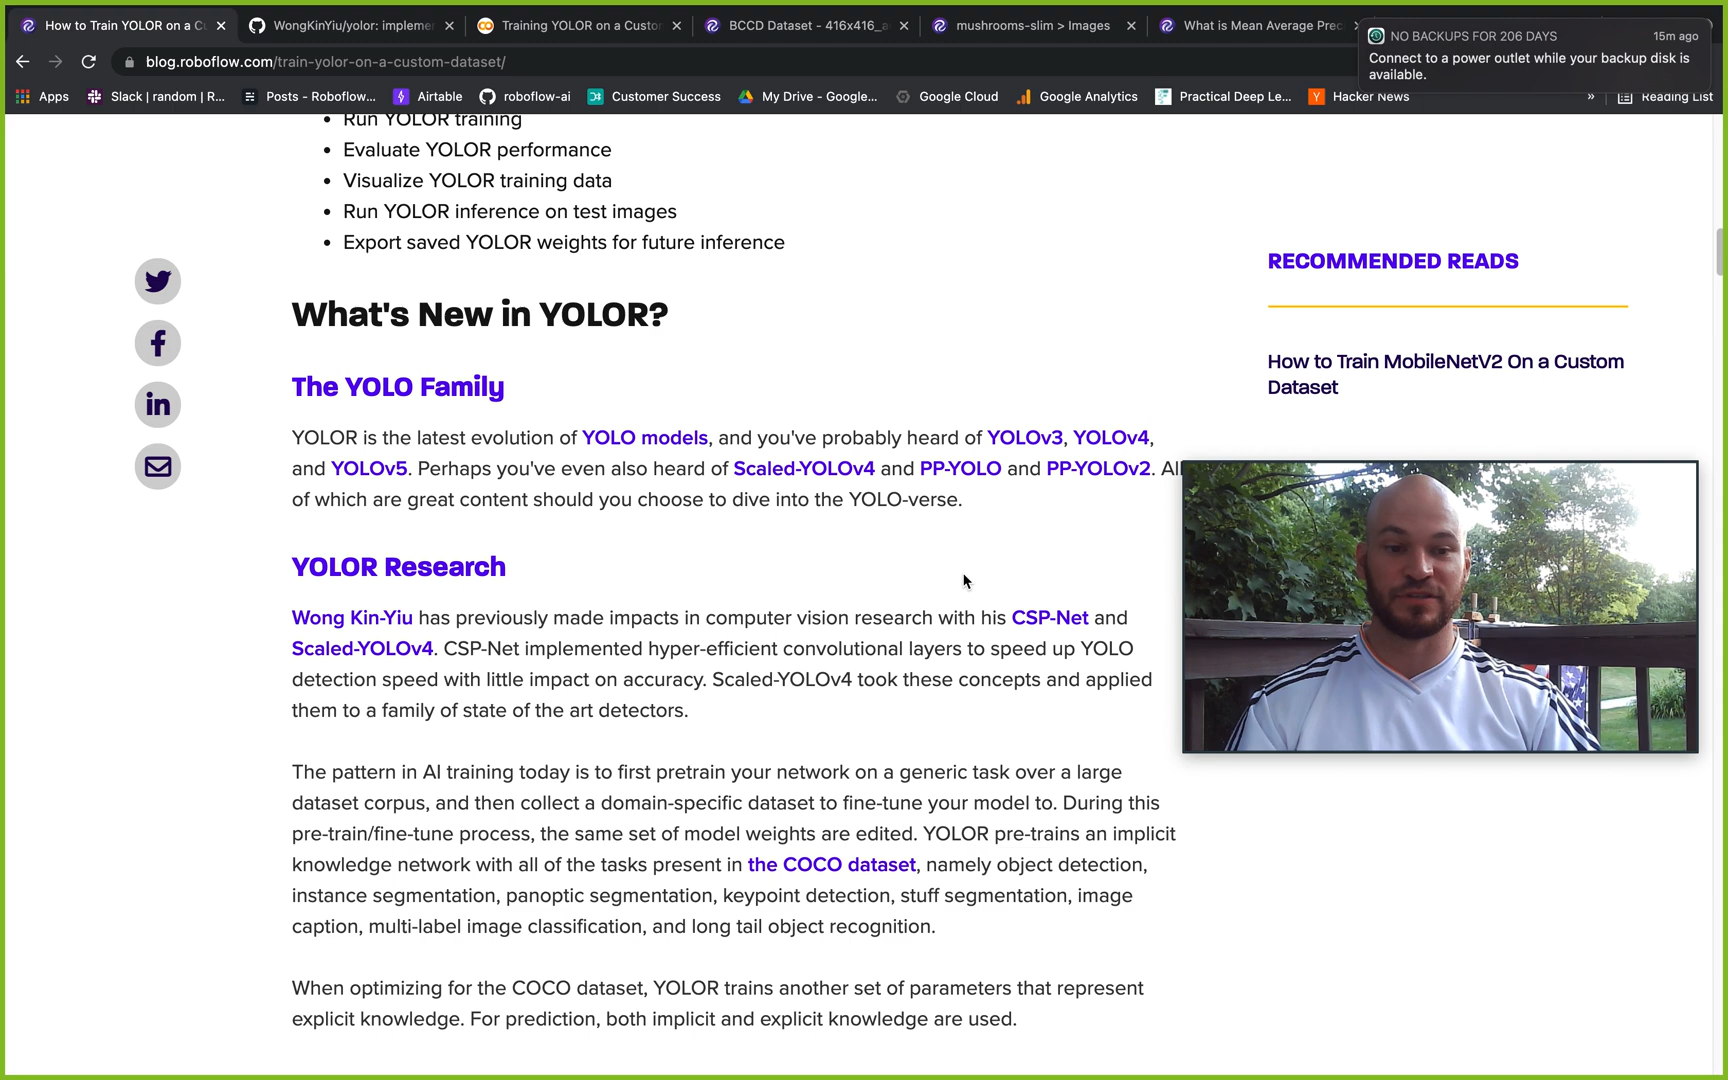 How to Train YOLOR on a Cu
WongKinYiu/yolor: implemen
Training YOLOR on a Custo
BCCD Dataset - 416x416_a
mushrooms-slim > Images
What is Mean Average Prec
NO BACKUPS FOR 206 DAYS
15m ago
Connect to a power outlet while your backup disk is
available.
blog.roboflow.com/train-yolor-on-a-custom-dataset/
Apps
Slack | random | R...
Posts - Roboflow...
Airtable
roboflow-ai
Customer Success
My Drive - Google...
Google Cloud
Google Analytics
Practical Deep Le...
Hacker News
»
Reading List
• Run YOLOR training
• Evaluate YOLOR performance
• Visualize YOLOR training data
• Run YOLOR inference on test images
• Export saved YOLOR weights for future inference
What's New in YOLOR?
The YOLO Family
YOLOR is the latest evolution of YOLO models, and you've probably heard of YOLOv3, YOLOv4,
and YOLOv5. Perhaps you've even also heard of Scaled-YOLOv4 and PP-YOLO and PP-YOLOv2. All
of which are great content should you choose to dive into the YOLO-verse.
YOLOR Research
Wong Kin-Yiu has previously made impacts in computer vision research with his CSP-Net and
Scaled-YOLOv4. CSP-Net implemented hyper-efficient convolutional layers to speed up YOLO
detection speed with little impact on accuracy. Scaled-YOLOv4 took these concepts and applied
them to a family of state of the art detectors.
The pattern in AI training today is to first pretrain your network on a generic task over a large
dataset corpus, and then collect a domain-specific dataset to fine-tune your model to. During this
pre-train/fine-tune process, the same set of model weights are edited. YOLOR pre-trains an implicit
knowledge network with all of the tasks present in the COCO dataset, namely object detection,
instance segmentation, panoptic segmentation, keypoint detection, stuff segmentation, image
caption, multi-label image classification, and long tail object recognition.
When optimizing for the COCO dataset, YOLOR trains another set of parameters that represent
explicit knowledge. For prediction, both implicit and explicit knowledge are used.
RECOMMENDED READS
How to Train MobileNetV2 On a Custom
Dataset